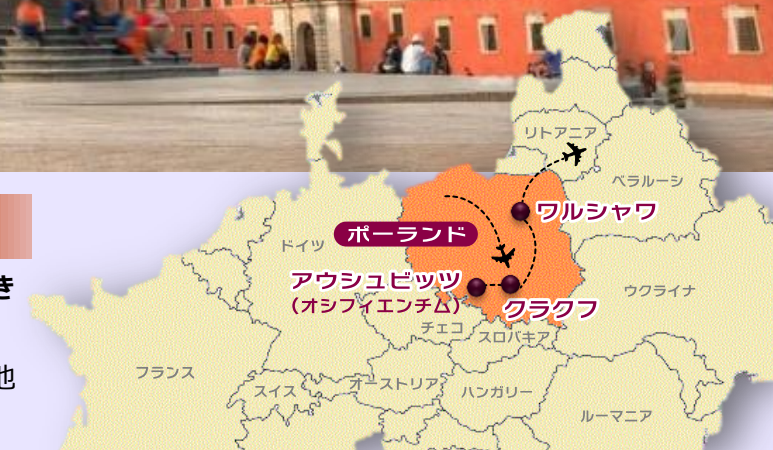 リトアニア
ベラルーシ
ワルシャワ
ポーランド
ドイツ
アウシュビッツ
(オシフィエンチム)
き
ウクライナ
クラクフ
チェコ
スロバキア
他
フランス
スイス
オーストリア
ハンガリー
ルーマニア